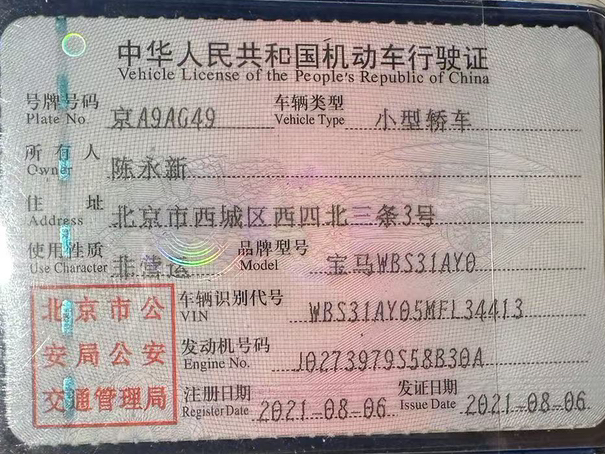 中华人民共和国机动车行驶证
Vehicle License of the People's Republic of China
号牌号码 京A9AG49 车辆类型 小型轿车
Plate No Vehicle Type
所有人 陈永新
Owner
住址 北京市西城区西四北三条3号
Address
使用性质 非营运 品牌型号 宝马WBS31AY0
Use Character Model
北京市公 车辆识别代号 WBS31AY05MFL34413
VIN
安局公安 发动机号码 J0273979S58B30A
Engine No.
交通管理局 注册日期 2021-08-06 发证日期 2021-08-06
Register Date Issue Date